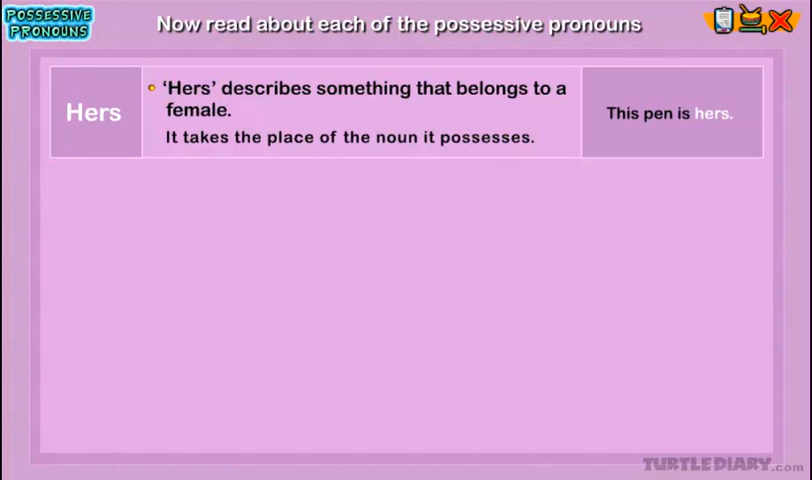 POSSESSIVE
PRONOUNS
Now read about each of the possessive pronouns
Hers
‘Hers’ describes something that belongs to a
female.
It takes the place of the noun it possesses.
This pen is hers.
TURTLEDIARY.com